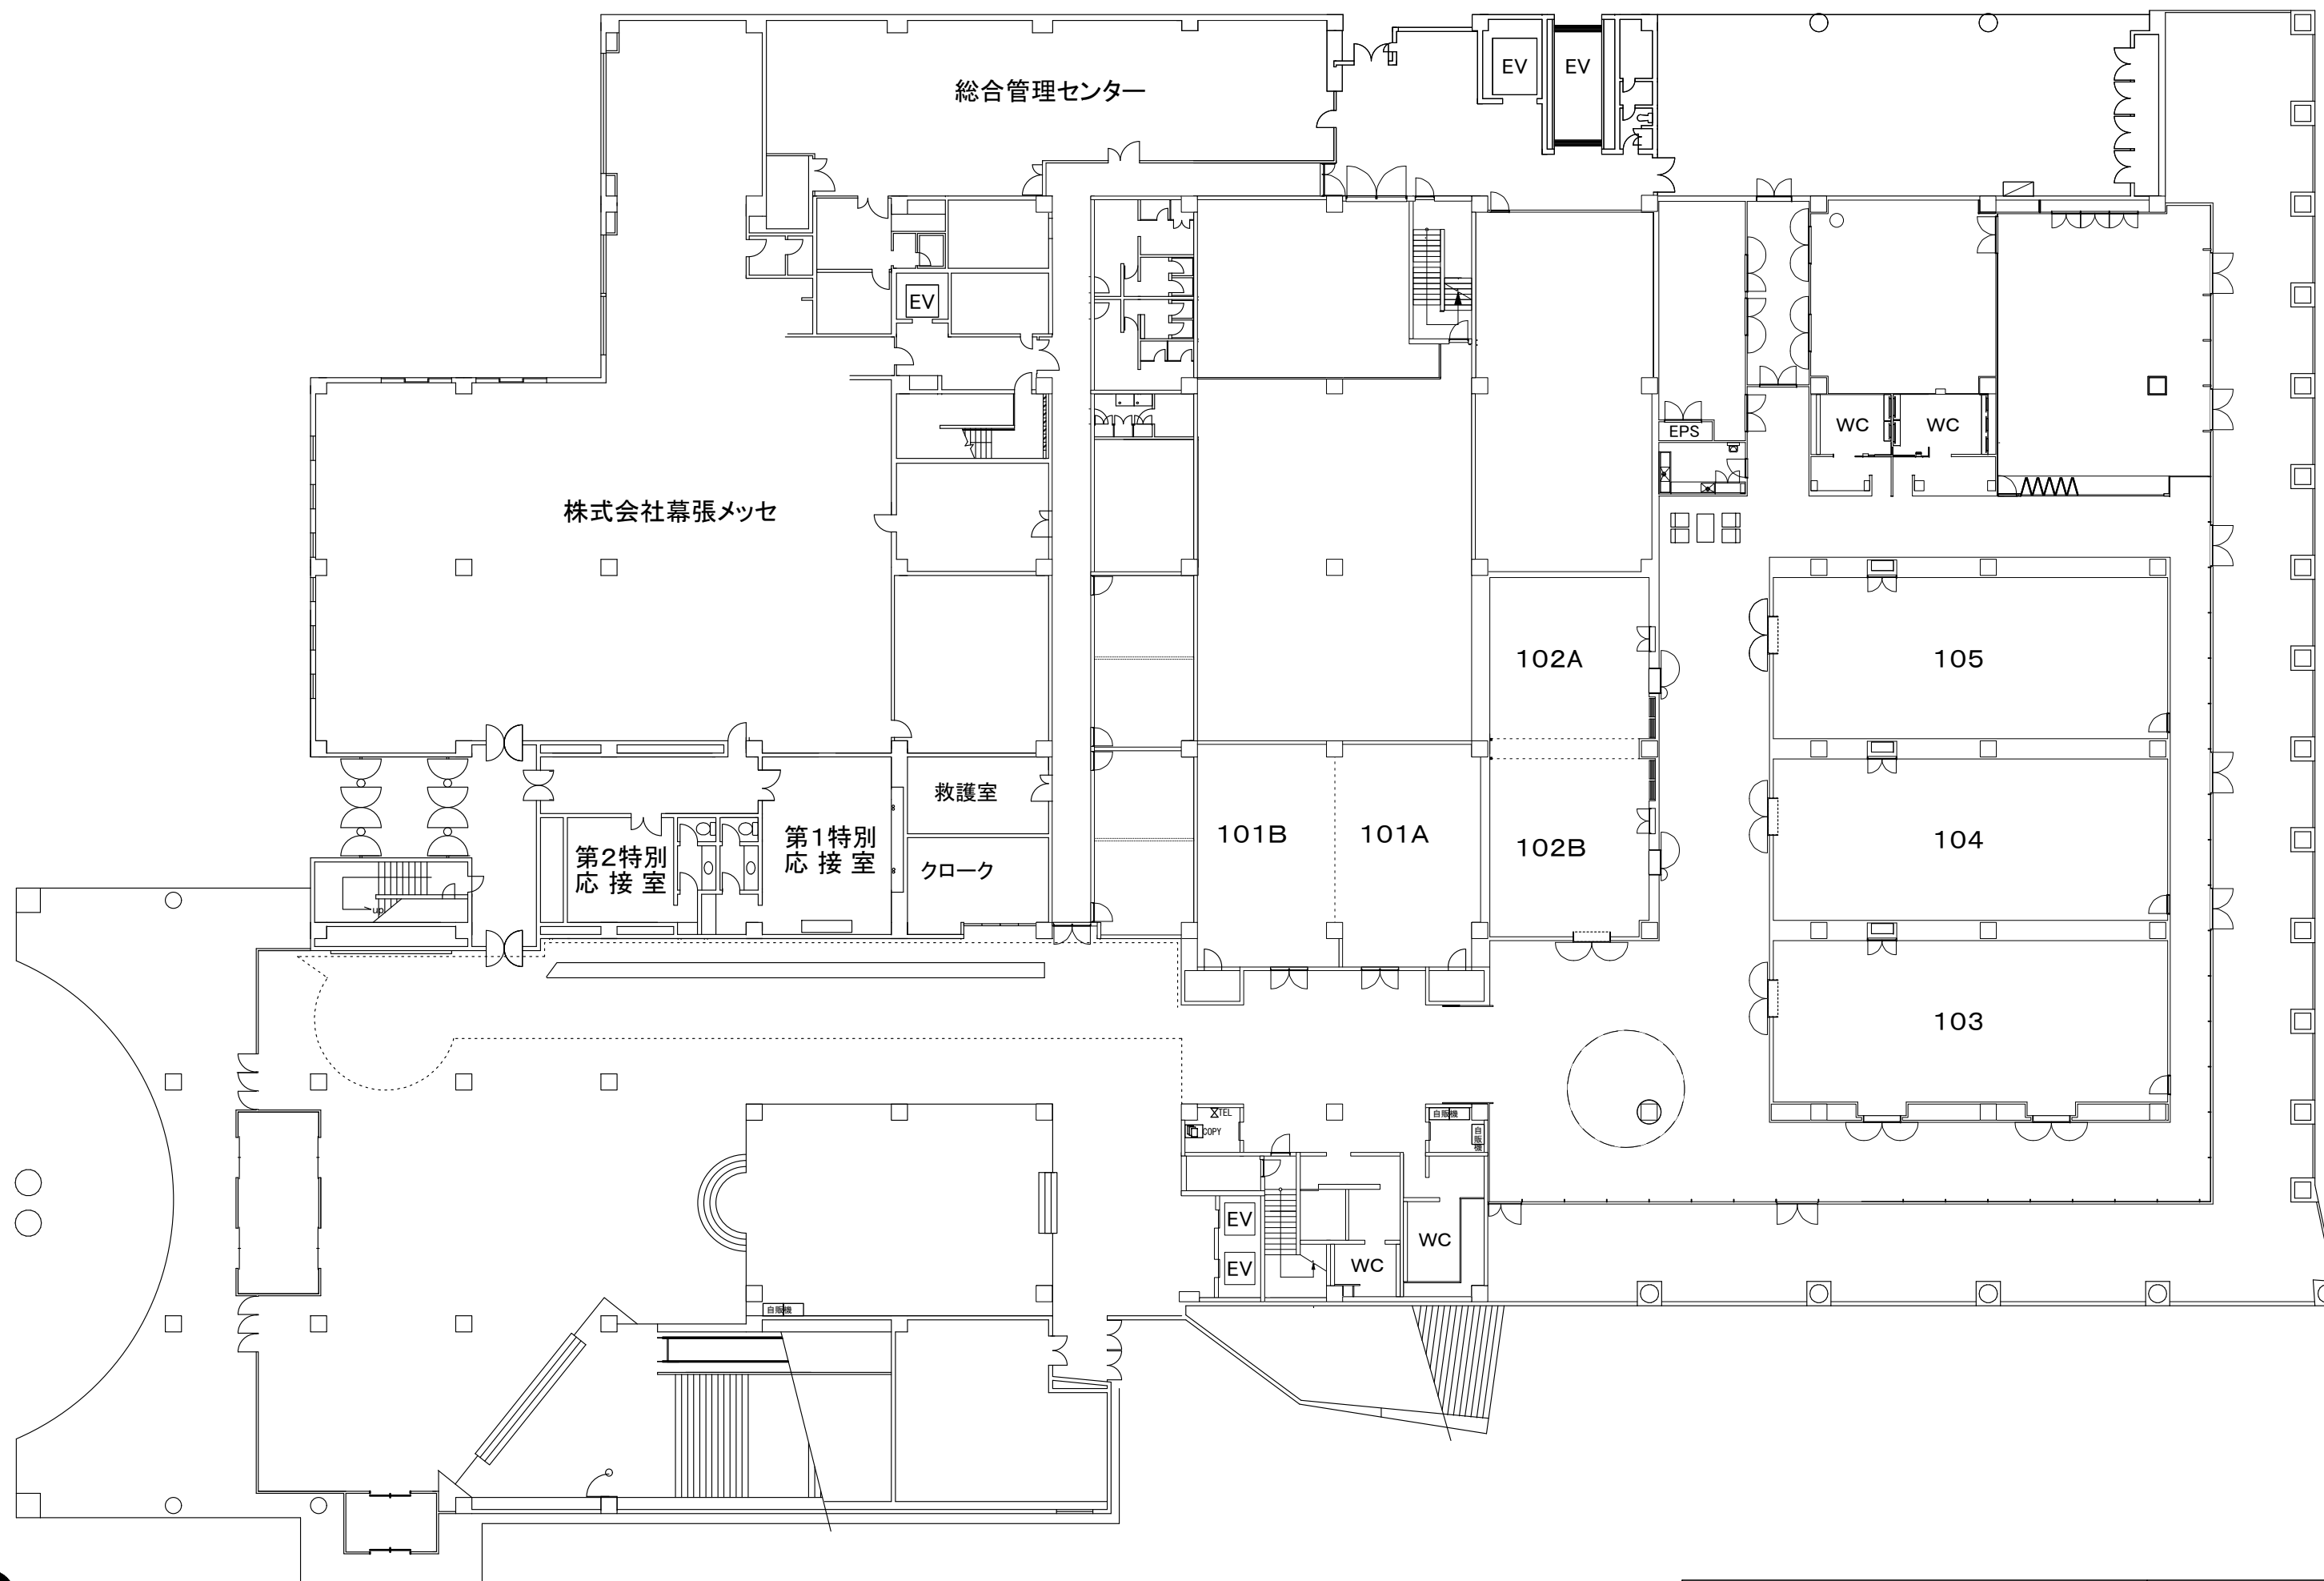 EV
EV
総合管理センター
EV
WC
WC
EPS
株式会社幕張メッセ
102A
105
救護室
第1特別
応接室
101B
101A
102B
104
第2特別
応接室
クローク
up
103
TEL
COPY
自販機
自販機
EV
WC
EV
WC
自販機